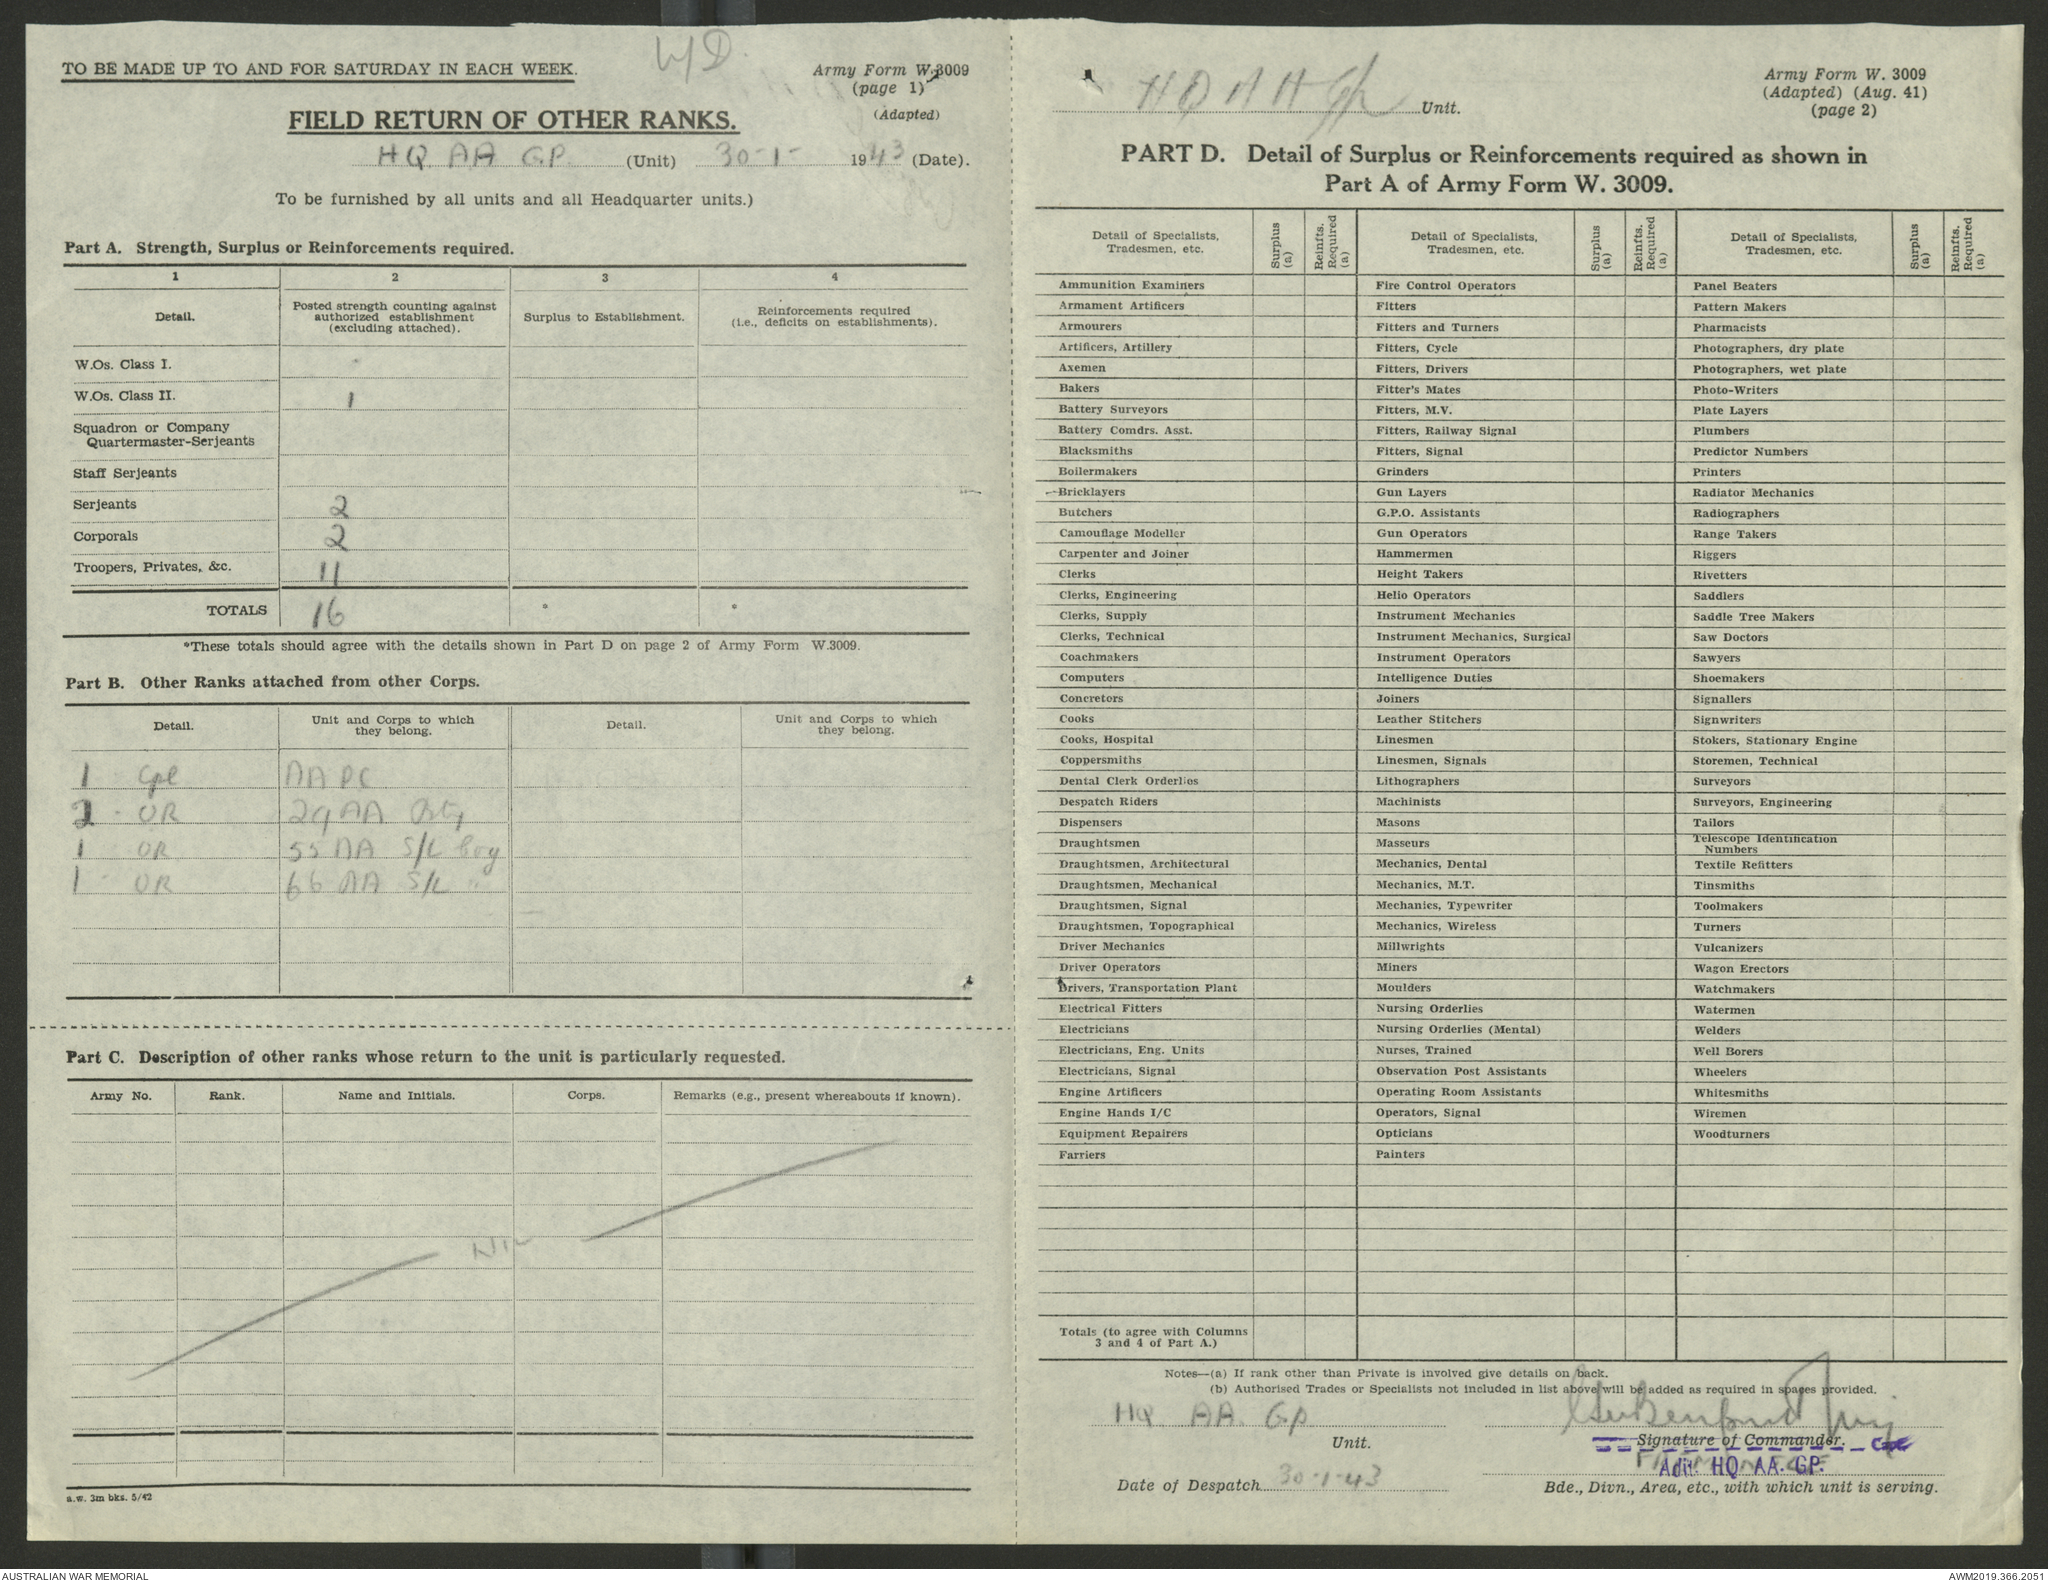 W/D.
TO BE MADE UP TO AND FOR SATURDAY IN EACH WEEK.
Army Form W.3009
(page 1)
(Adapted)
FIELD RETURN OF OTHER RANKS.
HQ AA GP (Unit) 30-1- 1943 (Date).
To be furnished by all units and all Headquarter units.)
Part A. Strength, Surplus or Reinforcements required.
1 2 3 4
Detail. Posted strength counting against authorized establishment (excluding attached). Surplus to Establishment. Reinforcements required (i.e., deficits on establishments).
W.Os. Class I.
W.Os. Class II. 1
Squadron or Company
Quartermaster-Serjeants
Staff Serjeants
Serjeants 2
Corporals 2
Troopers, Privates, &c. 11
TOTALS 16 * *
*These totals should agree with the details shown in Part D on page 2 of Army Form W.3009.
Part B. Other Ranks attached from other Corps.
Detail. Unit and Corps to which they belong. Detail. Unit and Corps to which they belong.
1 Cpl AAPC
2 - OR 29 AA Bty
1 OR 55 AA S/L Bty
1 - OR 66 AA S/L "
Part C. Description of other ranks whose return to the unit is particularly requested.
Army No. Rank. Name and Initials. Corps. Remarks (e.g., present whereabouts if known).
NIL
a.w. 3m bks. 5/42
HQ AA Gp Unit.
Army Form W. 3009
(Adapted) (Aug. 41)
(page 2)
PART D. Detail of Surplus or Reinforcements required as shown in
Part A of Army Form W. 3009.
Detail of Specialists, Tradesmen, etc. Surplus (a) Reinfts. Required (a) Detail of Specialists, Tradesmen, etc. Surplus (a) Reinfts. Required (a) Detail of Specialists, Tradesmen, etc. Surplus (a) Reinfts. Required (a)
Ammunition Examiners Fire Control Operators Panel Beaters
Armament Artificers Fitters Pattern Makers
Armourers Fitters and Turners Pharmacists
Artificers, Artillery Fitters, Cycle Photographers, dry plate
Axemen Fitters, Drivers Photographers, wet plate
Bakers Fitter's Mates Photo-Writers
Battery Surveyors Fitters, M.V. Plate Layers
Battery Comdrs. Asst. Fitters, Railway Signal Plumbers
Blacksmiths Fitters, Signal Predictor Numbers
Boilermakers Grinders Printers
Bricklayers Gun Layers Radiator Mechanics
Butchers G.P.O. Assistants Radiographers
Camouflage Modeller Gun Operators Range Takers
Carpenter and Joiner Hammermen Riggers
Clerks Height Takers Rivetters
Clerks, Engineering Helio Operators Saddlers
Clerks, Supply Instrument Mechanics Saddle Tree Makers
Clerks, Technical Instrument Mechanics, Surgical Saw Doctors
Coachmakers Instrument Operators Sawyers
Computers Intelligence Duties Shoemakers
Concretors Joiners Signallers
Cooks Leather Stitchers Signwriters
Cooks, Hospital Linesmen Stokers, Stationary Engine
Coppersmiths Linesmen, Signals Storemen, Technical
Dental Clerk Orderlies Lithographers Surveyors
Despatch Riders Machinists Surveyors, Engineering
Dispensers Masons Tailors
Draughtsmen Masseurs Telescope Identification Numbers
Draughtsmen, Architectural Mechanics, Dental Textile Refitters
Draughtsmen, Mechanical Mechanics, M.T. Tinsmiths
Draughtsmen, Signal Mechanics, Typewriter Toolmakers
Draughtsmen, Topographical Mechanics, Wireless Turners
Driver Mechanics Millwrights Vulcanizers
Driver Operators Miners Wagon Erectors
Drivers, Transportation Plant Moulders Watchmakers
Electrical Fitters Nursing Orderlies Watermen
Electricians Nursing Orderlies (Mental) Welders
Electricians, Eng. Units Nurses, Trained Well Borers
Electricians, Signal Observation Post Assistants Wheelers
Engine Artificers Operating Room Assistants Whitesmiths
Engine Hands I/C Operators, Signal Wiremen
Equipment Repairers Opticians Woodturners
Farriers Painters
Totals (to agree with Columns
3 and 4 of Part A.)
Notes—(a) If rank other than Private is involved give details on back.
(b) Authorised Trades or Specialists not included in list above will be added as required in spaces provided.
HQ AA. Gp
Unit.
Signature of Commander.
Adjt. HQ AA. GP.
Date of Despatch 30-1-43
Bde., Divn., Area, etc., with which unit is serving.
AUSTRALIAN WAR MEMORIAL
AWM2019.366.2051